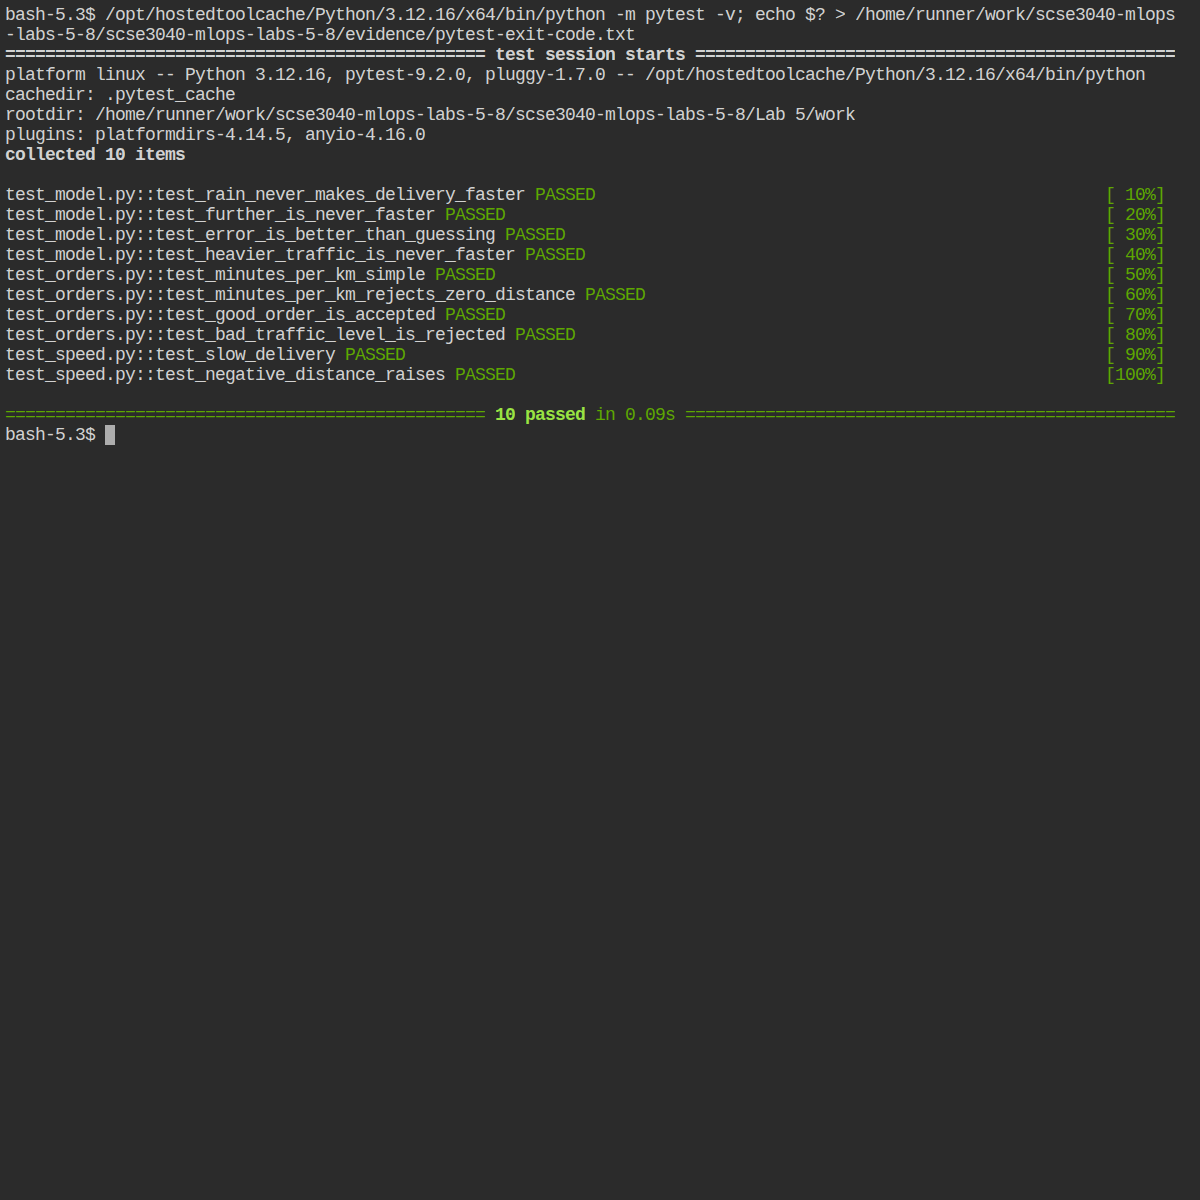 bash-5.3$ /opt/hostedtoolcache/Python/3.12.16/x64/bin/python -m pytest -v; echo $? > /home/runner/work/scse3040-mlops
-labs-5-8/scse3040-mlops-labs-5-8/evidence/pytest-exit-code.txt
================================================ test session starts ================================================
platform linux -- Python 3.12.16, pytest-9.2.0, pluggy-1.7.0 -- /opt/hostedtoolcache/Python/3.12.16/x64/bin/python
cachedir: .pytest_cache
rootdir: /home/runner/work/scse3040-mlops-labs-5-8/scse3040-mlops-labs-5-8/Lab 5/work
plugins: platformdirs-4.14.5, anyio-4.16.0
collected 10 items

test_model.py::test_rain_never_makes_delivery_faster PASSED                                                   [ 10%]
test_model.py::test_further_is_never_faster PASSED                                                            [ 20%]
test_model.py::test_error_is_better_than_guessing PASSED                                                      [ 30%]
test_model.py::test_heavier_traffic_is_never_faster PASSED                                                    [ 40%]
test_orders.py::test_minutes_per_km_simple PASSED                                                             [ 50%]
test_orders.py::test_minutes_per_km_rejects_zero_distance PASSED                                              [ 60%]
test_orders.py::test_good_order_is_accepted PASSED                                                            [ 70%]
test_orders.py::test_bad_traffic_level_is_rejected PASSED                                                     [ 80%]
test_speed.py::test_slow_delivery PASSED                                                                      [ 90%]
test_speed.py::test_negative_distance_raises PASSED                                                           [100%]

================================================ 10 passed in 0.09s =================================================
bash-5.3$